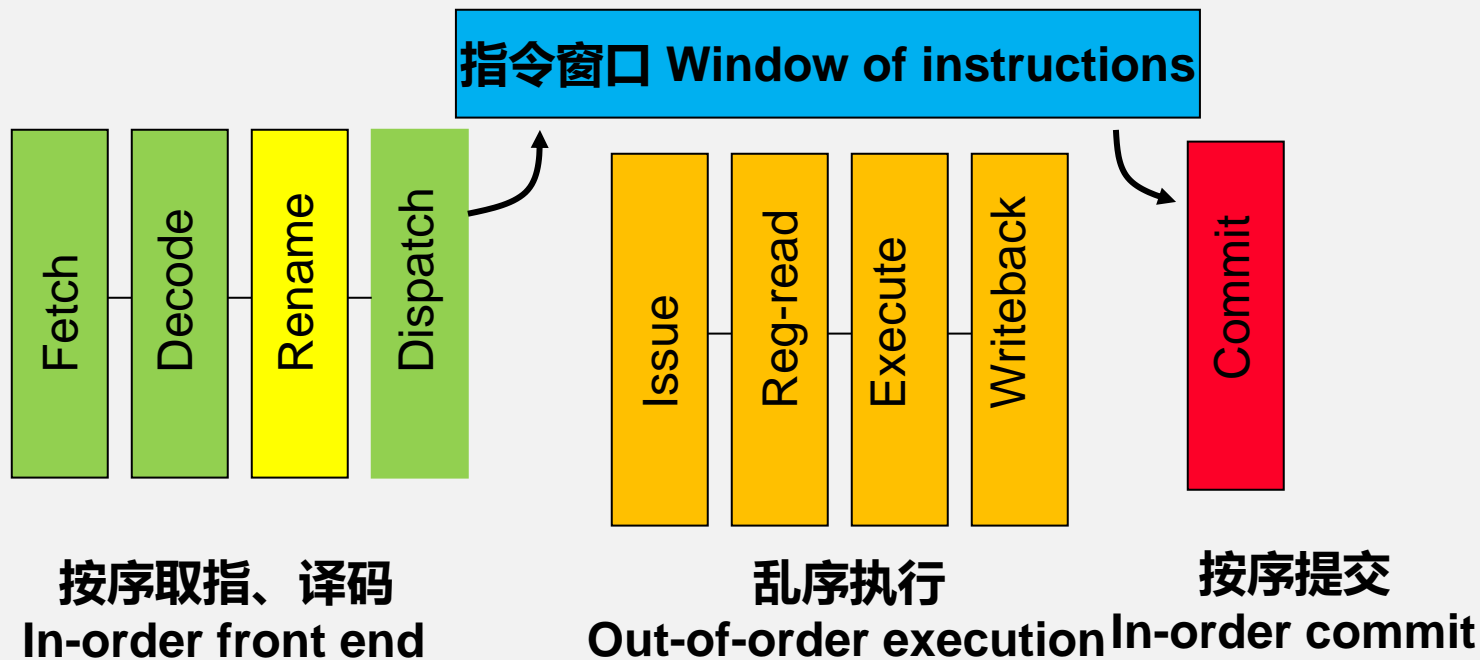 指令窗口 Window of instructions
Fetch
Decode
Rename
Dispatch
Issue
Reg-read
Execute
Writeback
Commit
按序取指、译码
In-order front end
乱序执行
Out-of-order execution
按序提交
In-order commit